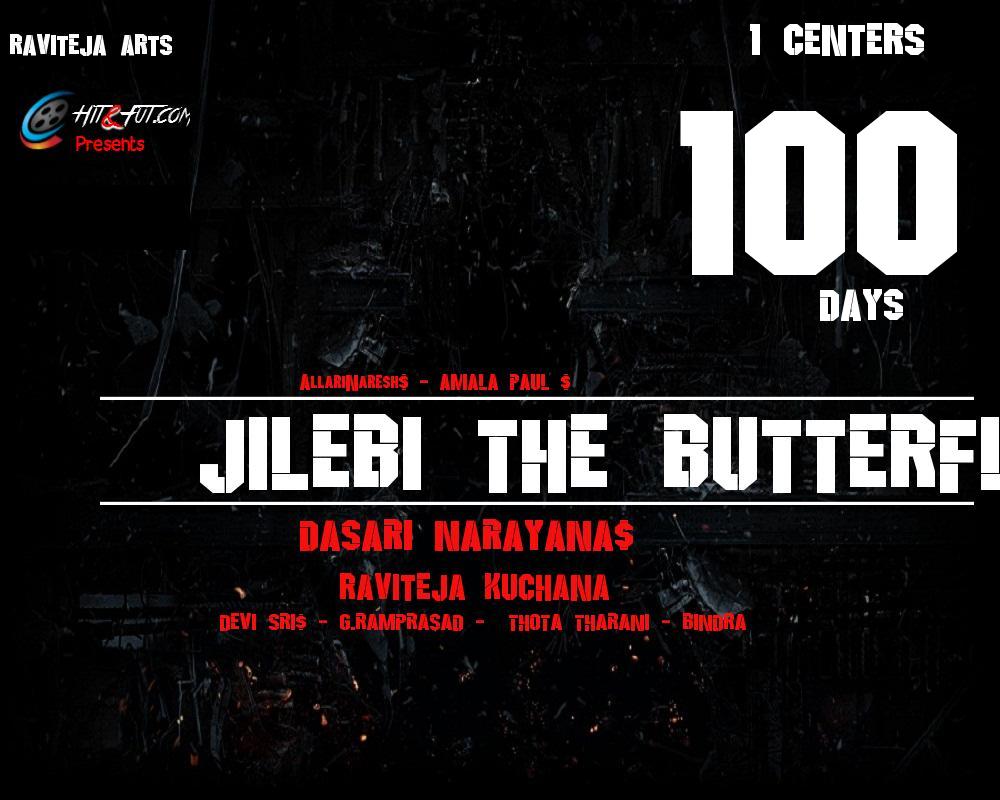 RAVITEJA ARTS
1 CENTERS
HIT&FUT.COM
Presents
100
DAYS
ALLARINARESH$ - AMALA PAUL $
JILEBI THE BUTTERFL
DASARI NARAYANA$
RAVITEJA KUCHANA
DEVI SRI$ - G.RAMPRASAD - THOTA THARANI - BINDRA